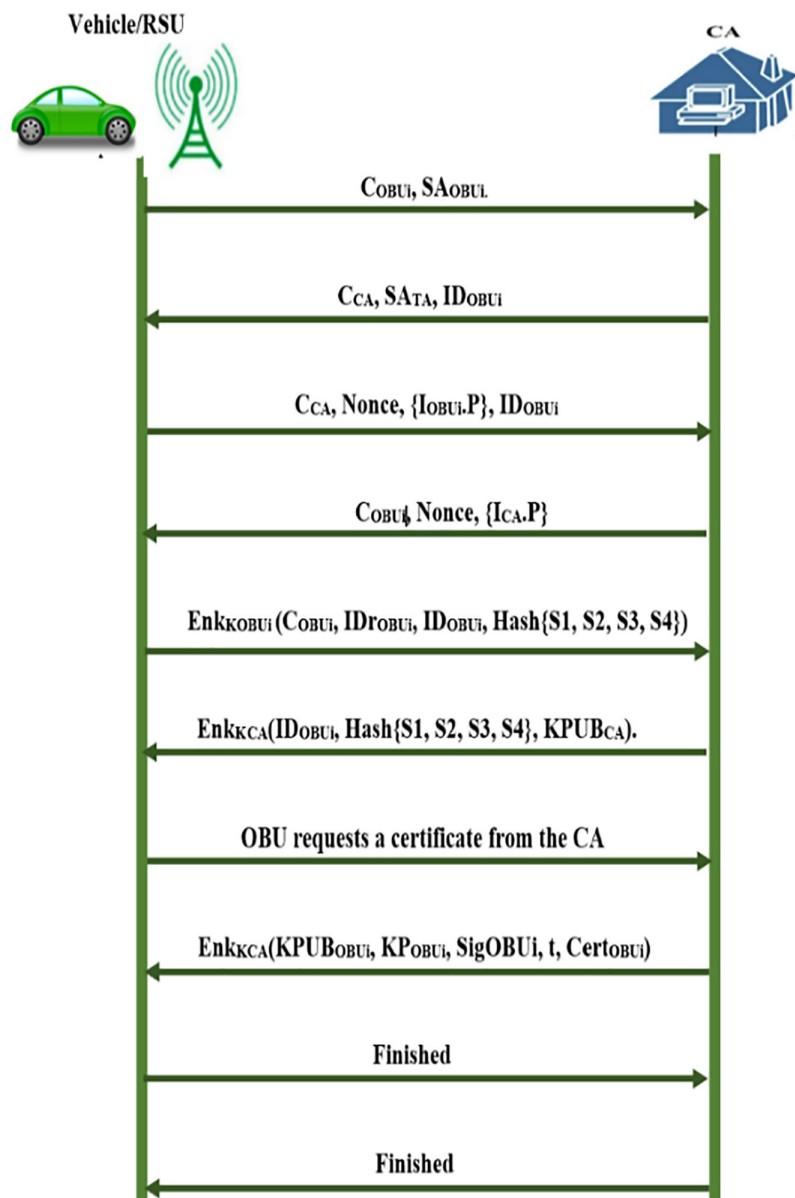 Vehicle/RSU
CA
COBUi, SAOBUi.
CCA, SATA, IDOBUi
CCA, Nonce, {IOBUi.P}, IDOBUi
COBUi, Nonce, {ICA.P}
EnkKOBUi (COBUi, IDrOBUi, IDOBUi, Hash{S1, S2, S3, S4})
EnkKCA(IDOBUi, Hash{S1, S2, S3, S4}, KPUBCA).
OBU requests a certificate from the CA
EnkKCA(KPUBOBUi, KPOBUi, SigOBUi, t, CertOBUi)
Finished
Finished